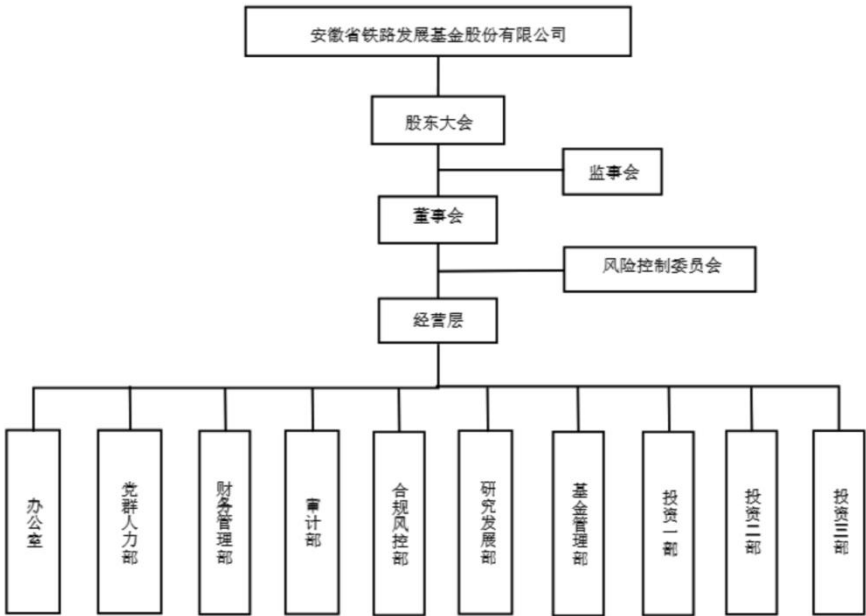 安徽省铁路发展基金股份有限公司
股东大会
监事会
董事会
风险控制委员会
经营层
办公室
党群人力部
财务管理部
审计部
合规风控部
研究发展部
基金管理部
投资一部
投资二部
投资三部